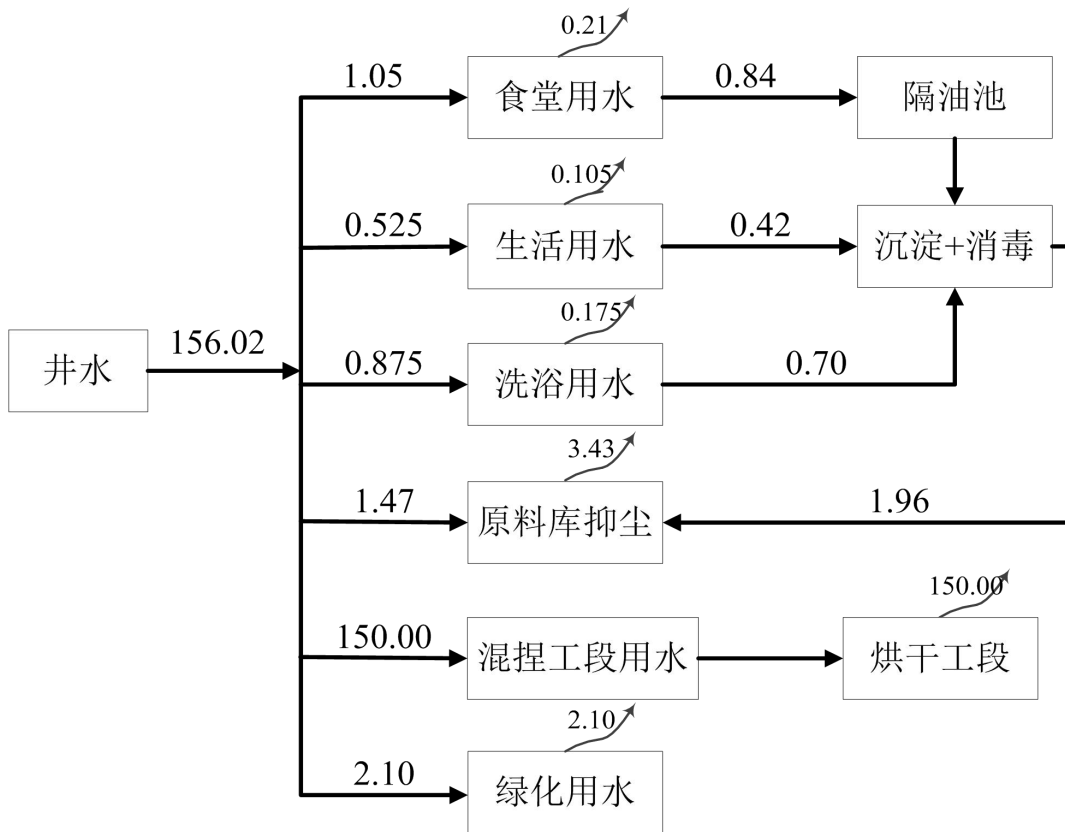 0.21
1.05
食堂用水
0.84
隔油池
0.105
0.525
生活用水
0.42
沉淀+消毒
0.175
井水
156.02
0.875
洗浴用水
0.70
3.43
1.47
原料库抑尘
1.96
150.00
150.00
混捏工段用水
烘干工段
2.10
2.10
绿化用水